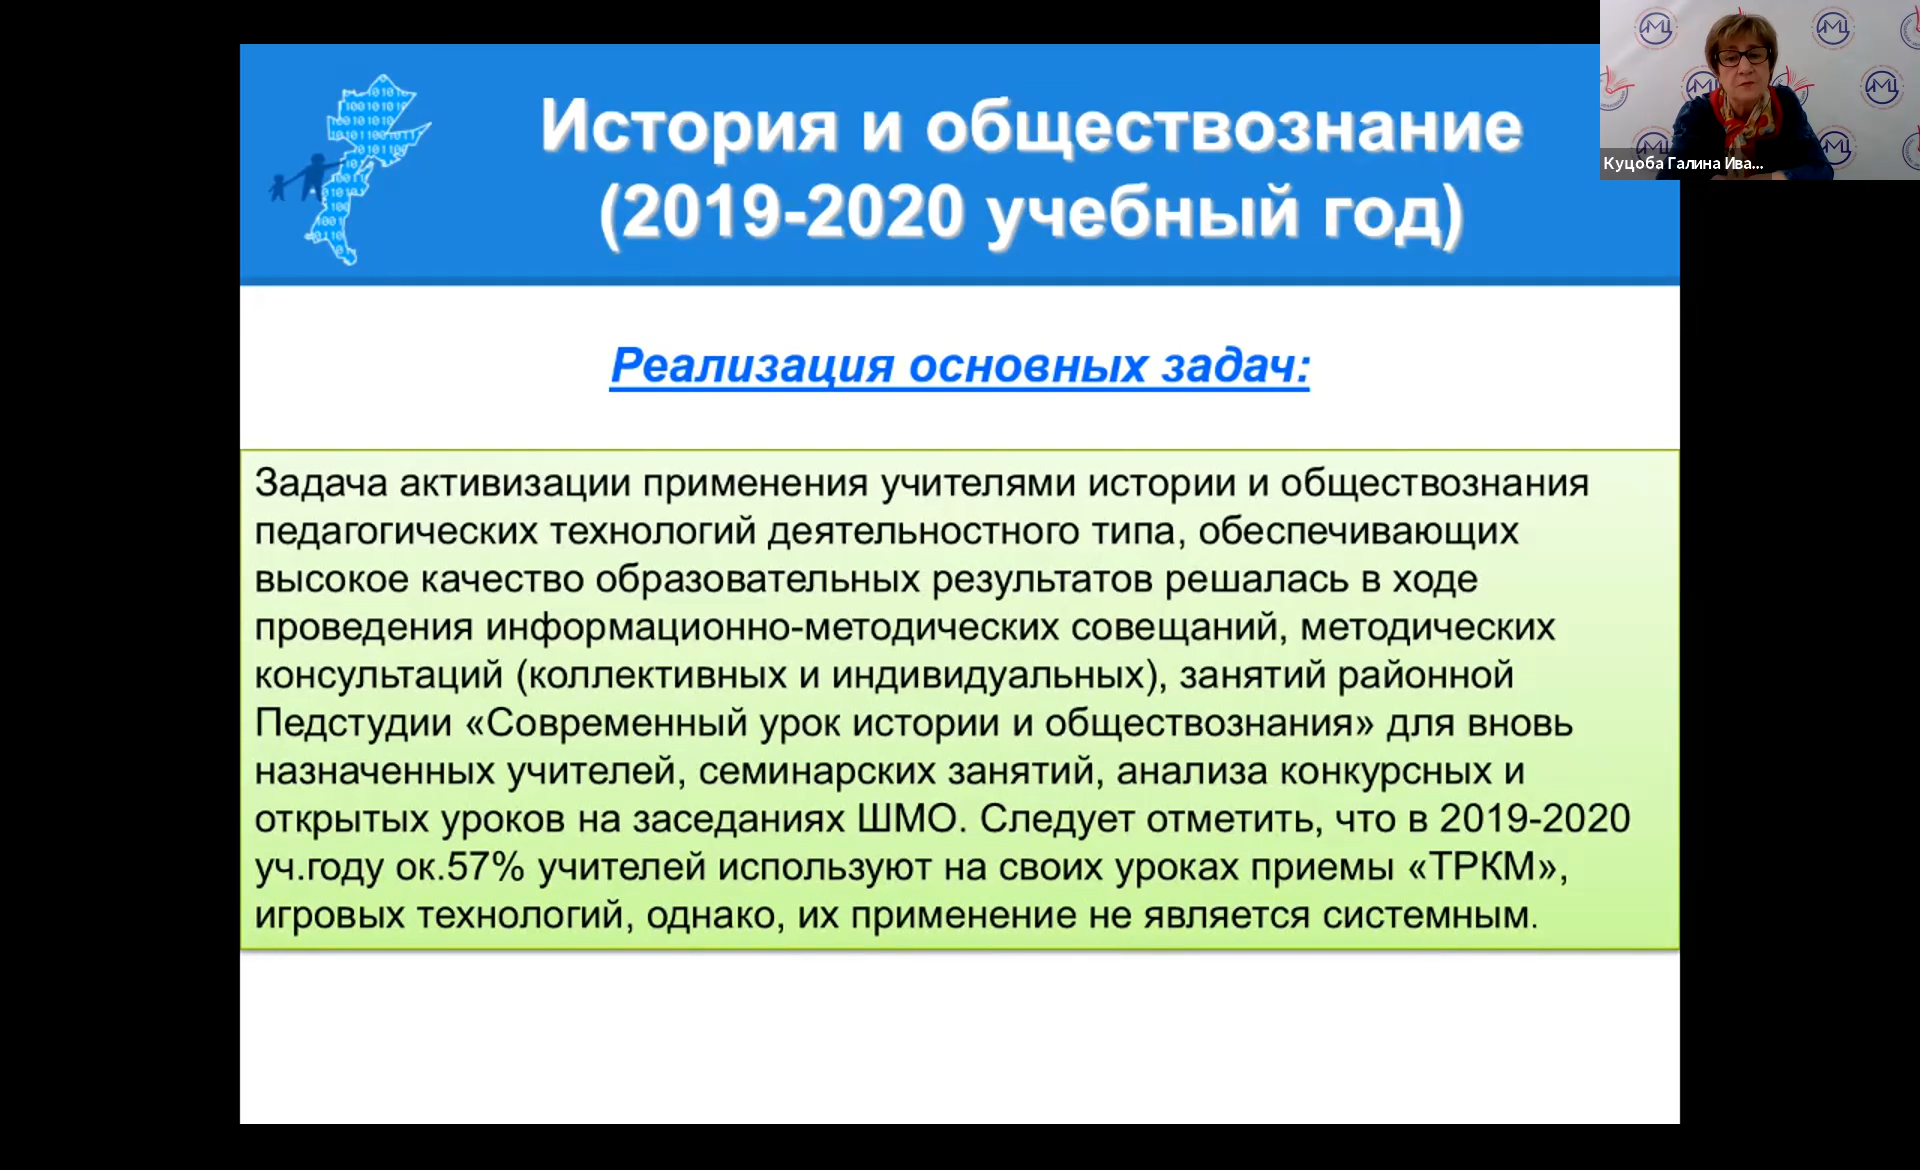 История и обществознание
(2019-2020 учебный год)
Куцоба Галина Ива...
Реализация основных задач:
Задача активизации применения учителями истории и обществознания
педагогических технологий деятельностного типа, обеспечивающих
высокое качество образовательных результатов решалась в ходе
проведения информационно-методических совещаний, методических
консультаций (коллективных и индивидуальных), занятий районной
Педстудии «Современный урок истории и обществознания» для вновь
назначенных учителей, семинарских занятий, анализа конкурсных и
открытых уроков на заседаниях ШМО. Следует отметить, что в 2019-2020
уч.году ок.57% учителей используют на своих уроках приемы «ТРКМ»,
игровых технологий, однако, их применение не является системным.